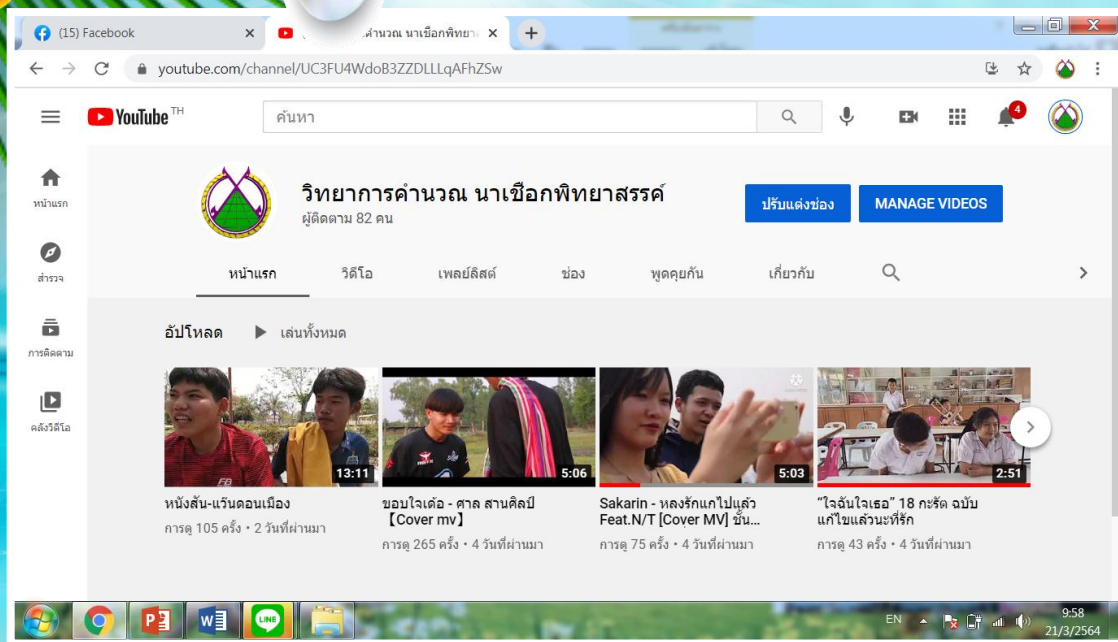 (15) Facebook
คำนวณ นาเชือกพิทยา
youtube.com/channel/UC3FU4WdoB3ZZDLLLqAFhZSw
YouTube TH
ค้นหา
4
หน้าแรก
สำรวจ
การติดตาม
คลังวิดีโอ
วิทยาการคำนวณ นาเชือกพิทยาสรรค์
ผู้ติดตาม 82 คน
ปรับแต่งช่อง
MANAGE VIDEOS
หน้าแรก วิดีโอ เพลย์ลิสต์ ช่อง พูดคุยกัน เกี่ยวกับ
อัปโหลด เล่นทั้งหมด
13:11
หนังสั้น-แว๊นดอนเมือง
การดู 105 ครั้ง • 2 วันที่ผ่านมา
5:06
ขอบใจเด้อ - ศาล สานศิลป์
【Cover mv】
การดู 265 ครั้ง • 4 วันที่ผ่านมา
5:03
Sakarin - หลงรักแกไปแล้ว
Feat.N/T [Cover MV] ชั้น...
การดู 75 ครั้ง • 4 วันที่ผ่านมา
2:51
“ใจฉันใจเธอ” 18 กะรัต ฉบับ
แก้ไขแล้วนะที่รัก
การดู 43 ครั้ง • 4 วันที่ผ่านมา
LINE
EN
9:58
21/3/2564